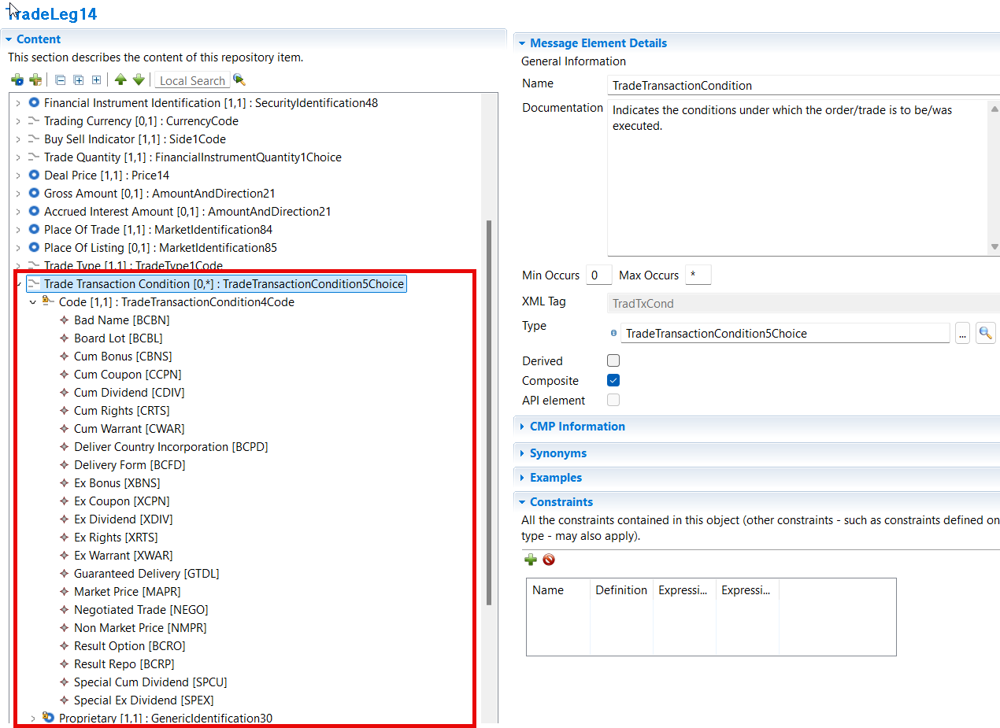 TradeLeg14
Content
This section describes the content of this repository item.
Local Search
Financial Instrument Identification [1,1] : SecurityIdentification48
Trading Currency [0,1] : CurrencyCode
Buy Sell Indicator [1,1] : Side1Code
Trade Quantity [1,1] : FinancialInstrumentQuantity1Choice
Deal Price [1,1] : Price14
Gross Amount [0,1] : AmountAndDirection21
Accrued Interest Amount [0,1] : AmountAndDirection21
Place Of Trade [1,1] : MarketIdentification84
Place Of Listing [0,1] : MarketIdentification85
Trade Type [1,1] : TradeType1Code
Trade Transaction Condition [0,*] : TradeTransactionCondition5Choice
Code [1,1] : TradeTransactionCondition4Code
Bad Name [BCBN]
Board Lot [BCBL]
Cum Bonus [CBNS]
Cum Coupon [CCPN]
Cum Dividend [CDIV]
Cum Rights [CRTS]
Cum Warrant [CWAR]
Deliver Country Incorporation [BCPD]
Delivery Form [BCFD]
Ex Bonus [XBNS]
Ex Coupon [XCPN]
Ex Dividend [XDIV]
Ex Rights [XRTS]
Ex Warrant [XWAR]
Guaranteed Delivery [GTDL]
Market Price [MAPR]
Negotiated Trade [NEGO]
Non Market Price [NMPR]
Result Option [BCRO]
Result Repo [BCRP]
Special Cum Dividend [SPCU]
Special Ex Dividend [SPEX]
Proprietary [1,1] : GenericIdentification30
Message Element Details
General Information
Name TradeTransactionCondition
Documentation Indicates the conditions under which the order/trade is to be/was
executed.
Min Occurs 0 Max Occurs *
XML Tag TradTxCond
Type TradeTransactionCondition5Choice ...
Derived
Composite
API element
CMP Information
Synonyms
Examples
Constraints
All the constraints contained in this object (other constraints - such as constraints defined on
type - may also apply).
Name Definition Expressi... Expressi...